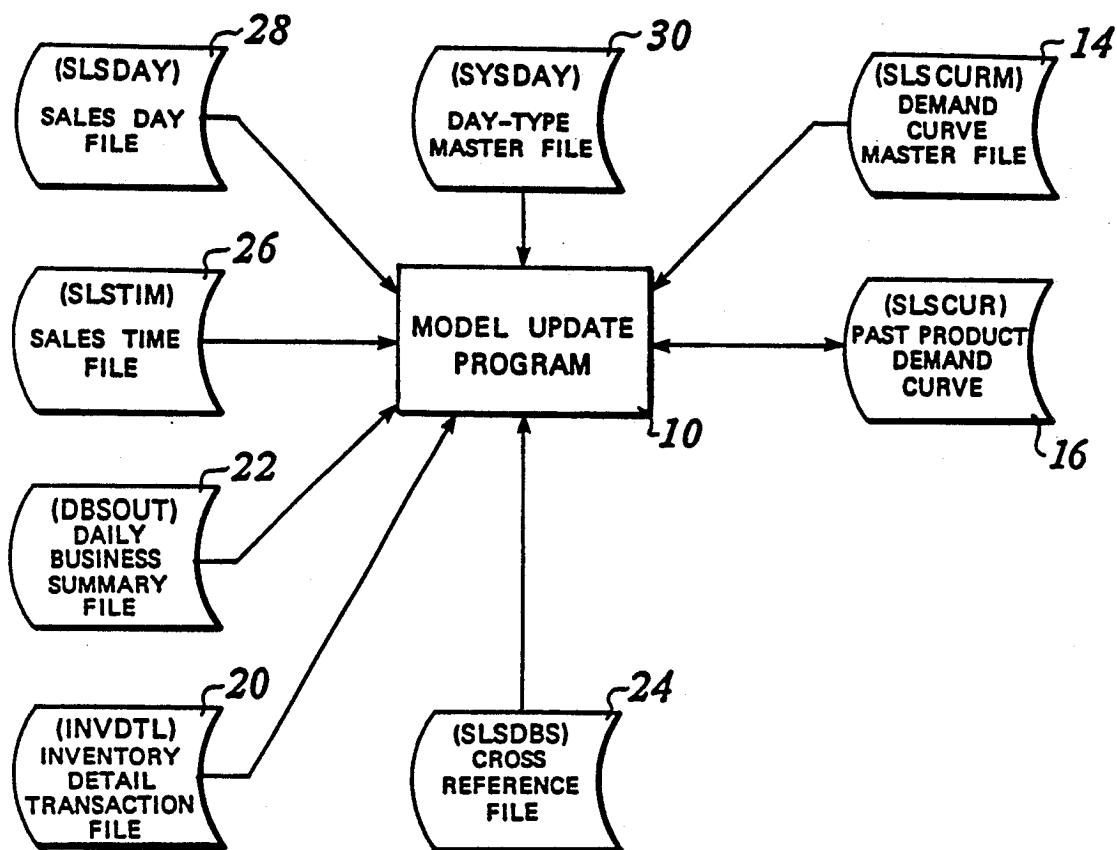 28
(SLSDAY)
SALES DAY
FILE
30
(SYSDAY)
DAY-TYPE
MASTER FILE
14
(SLSCURM)
DEMAND
CURVE
MASTER FILE
26
(SLSTIM)
SALES TIME
FILE
MODEL UPDATE
PROGRAM
10
(SLSCUR)
PAST PRODUCT
DEMAND
CURVE
16
22
(DBSOUT)
DAILY
BUSINESS
SUMMARY
FILE
20
(INVDTL)
INVENTORY
DETAIL
TRANSACTION
FILE
24
(SLSDBS)
CROSS
REFERENCE
FILE